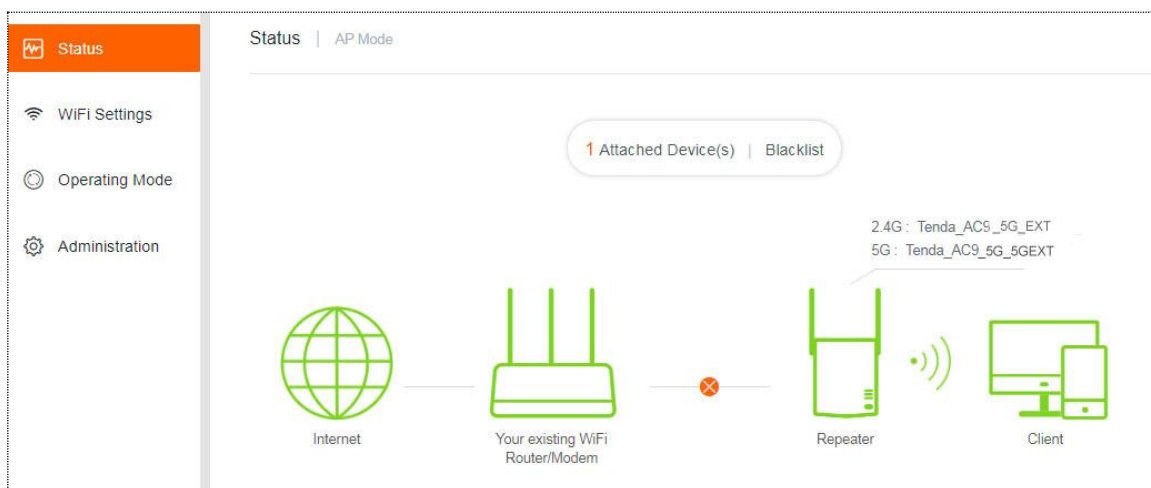 Status
WiFi Settings
Operating Mode
Administration
Status | AP Mode
1 Attached Device(s) | Blacklist
2.4G : Tenda_AC9_5G_EXT
5G : Tenda_AC9_5G_5GEXT
Internet
Your existing WiFi
Router/Modem
Repeater
Client